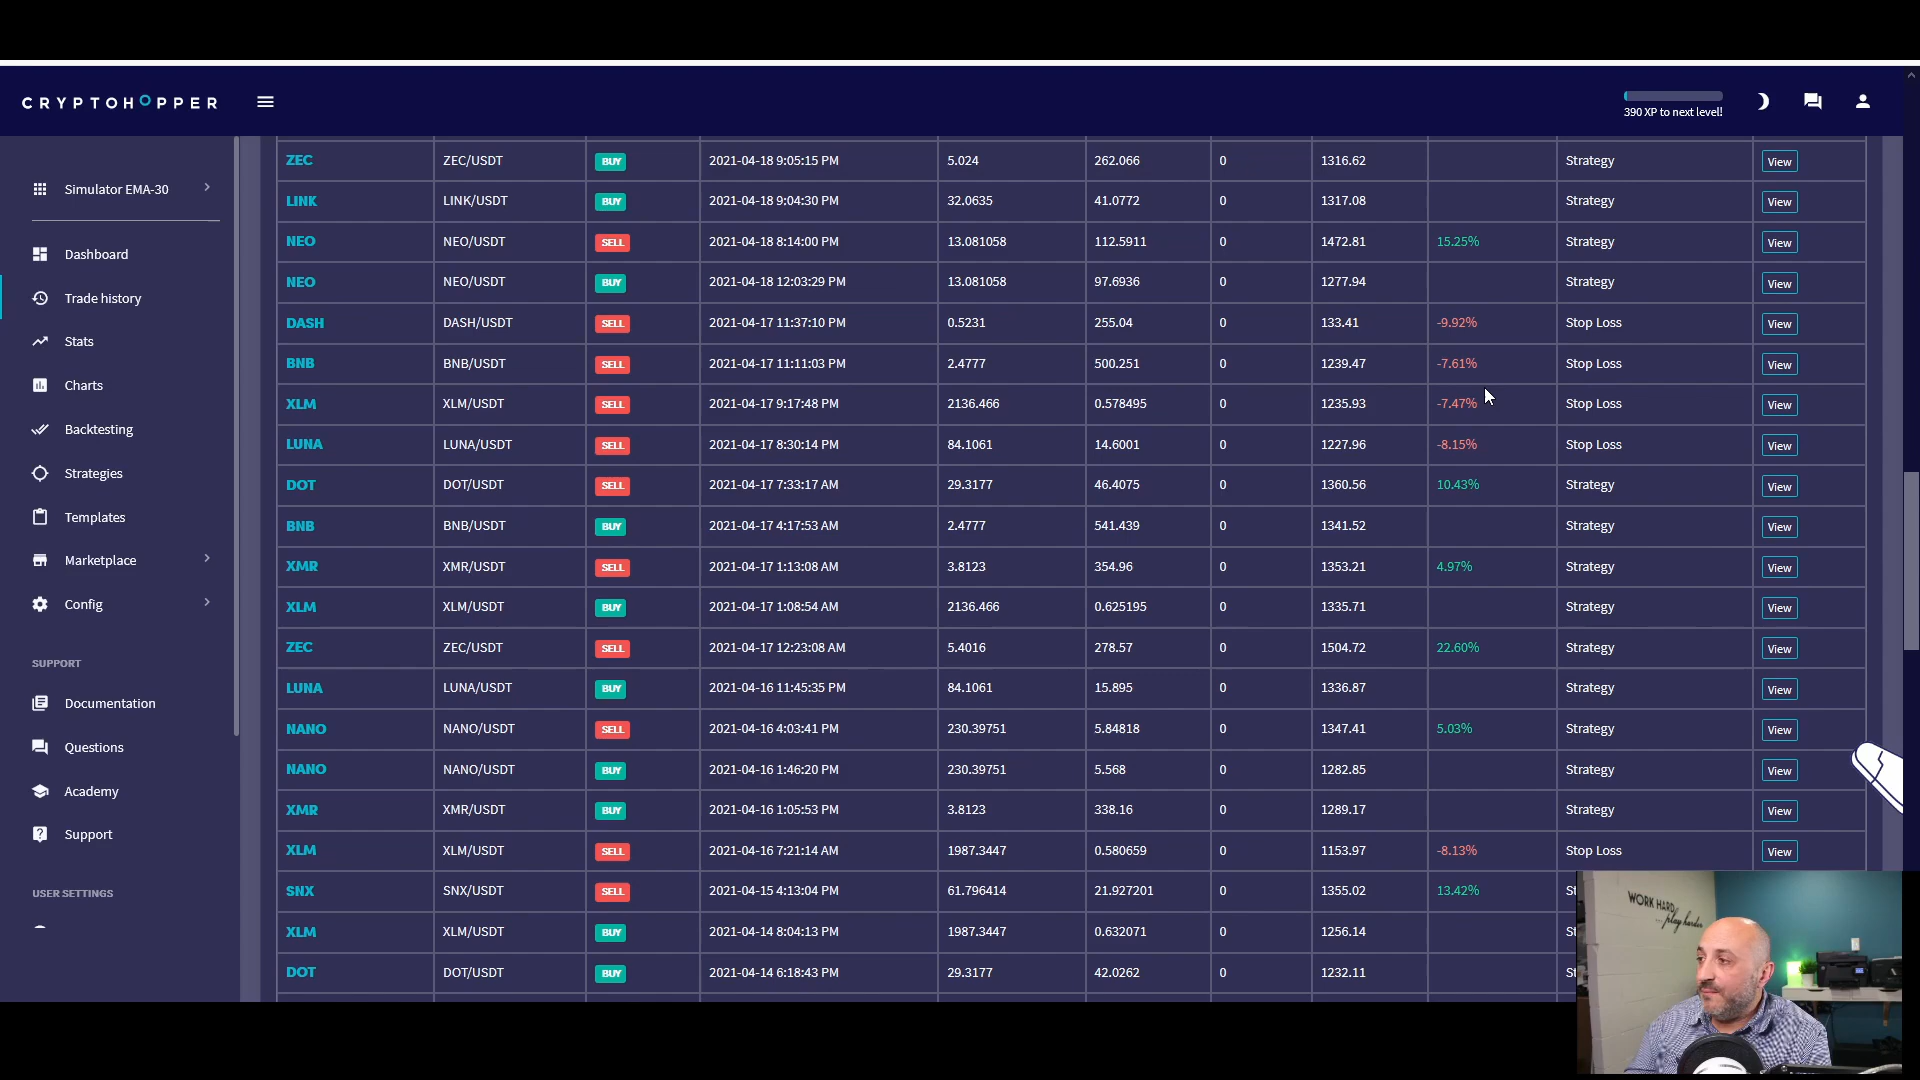 CRYPTOHOPPER
390 XP to next level!
Simulator EMA-30
Dashboard
Trade history
Stats
Charts
Backtesting
Strategies
Templates
Marketplace
Config
SUPPORT
Documentation
Questions
Academy
Support
USER SETTINGS
ZEC ZEC/USDT BUY 2021-04-18 9:05:15 PM 5.024 262.066 0 1316.62 Strategy View
LINK LINK/USDT BUY 2021-04-18 9:04:30 PM 32.0635 41.0772 0 1317.08 Strategy View
NEO NEO/USDT SELL 2021-04-18 8:14:00 PM 13.081058 112.5911 0 1472.81 15.25% Strategy View
NEO NEO/USDT BUY 2021-04-18 12:03:29 PM 13.081058 97.6936 0 1277.94 Strategy View
DASH DASH/USDT SELL 2021-04-17 11:37:10 PM 0.5231 255.04 0 133.41 -9.92% Stop Loss View
BNB BNB/USDT SELL 2021-04-17 11:11:03 PM 2.4777 500.251 0 1239.47 -7.61% Stop Loss View
XLM XLM/USDT SELL 2021-04-17 9:17:48 PM 2136.466 0.578495 0 1235.93 -7.47% Stop Loss View
LUNA LUNA/USDT SELL 2021-04-17 8:30:14 PM 84.1061 14.6001 0 1227.96 -8.15% Stop Loss View
DOT DOT/USDT SELL 2021-04-17 7:33:17 AM 29.3177 46.4075 0 1360.56 10.43% Strategy View
BNB BNB/USDT BUY 2021-04-17 4:17:53 AM 2.4777 541.439 0 1341.52 Strategy View
XMR XMR/USDT SELL 2021-04-17 1:13:08 AM 3.8123 354.96 0 1353.21 4.97% Strategy View
XLM XLM/USDT BUY 2021-04-17 1:08:54 AM 2136.466 0.625195 0 1335.71 Strategy View
ZEC ZEC/USDT SELL 2021-04-17 12:23:08 AM 5.4016 278.57 0 1504.72 22.60% Strategy View
LUNA LUNA/USDT BUY 2021-04-16 11:45:35 PM 84.1061 15.895 0 1336.87 Strategy View
NANO NANO/USDT SELL 2021-04-16 4:03:41 PM 230.39751 5.84818 0 1347.41 5.03% Strategy View
NANO NANO/USDT BUY 2021-04-16 1:46:20 PM 230.39751 5.568 0 1282.85 Strategy View
XMR XMR/USDT BUY 2021-04-16 1:05:53 PM 3.8123 338.16 0 1289.17 Strategy View
XLM XLM/USDT SELL 2021-04-16 7:21:14 AM 1987.3447 0.580659 0 1153.97 -8.13% Stop Loss View
SNX SNX/USDT SELL 2021-04-15 4:13:04 PM 61.796414 21.927201 0 1355.02 13.42% St
XLM XLM/USDT BUY 2021-04-14 8:04:13 PM 1987.3447 0.632071 0 1256.14 St
DOT DOT/USDT BUY 2021-04-14 6:18:43 PM 29.3177 42.0262 0 1232.11 St
WORK HARD
...play harder